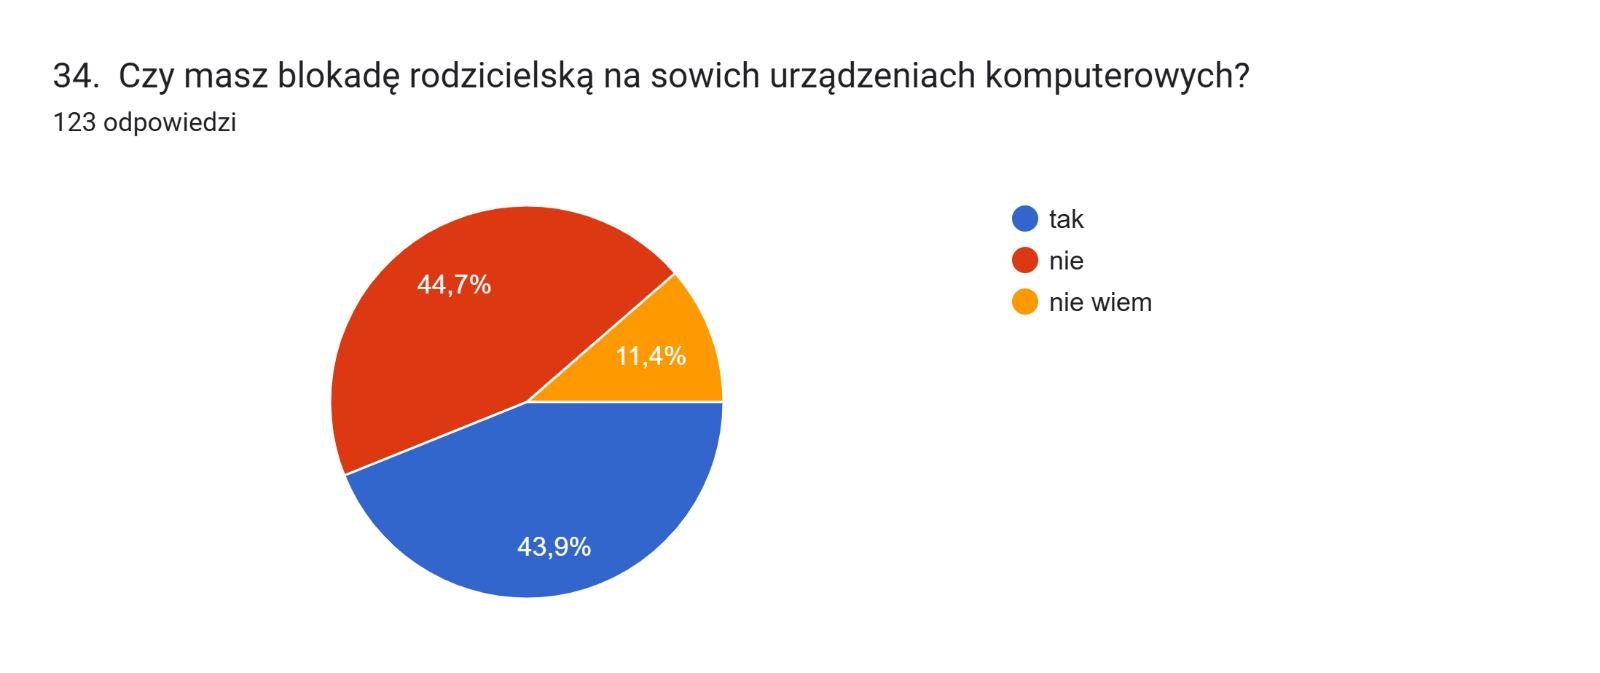 34. Czy masz blokadę rodzicielską na sowich urządzeniach komputerowych?
123 odpowiedzi
tak
nie
nie wiem
44,7%
11,4%
43,9%